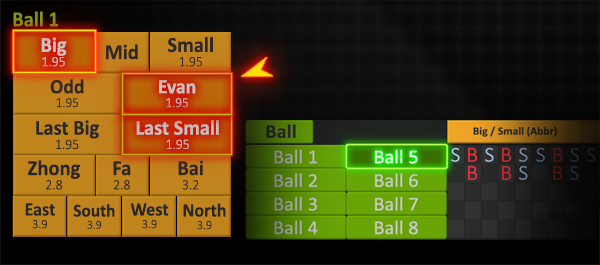 Ball 1
Big Mid Small
1.95 1.95
Odd Evan
1.95 1.95
Last Big Last Small
1.95 1.95
Zhong Fa Bai
2.8 2.8 3.2
East South West North
3.9 3.9 3.9 3.9
Ball
Ball 1 Ball 5
Ball 2 Ball 6
Ball 3 Ball 7
Ball 4 Ball 8
Big / Small (Abbr)
S B S B S S B S S
B B S B S